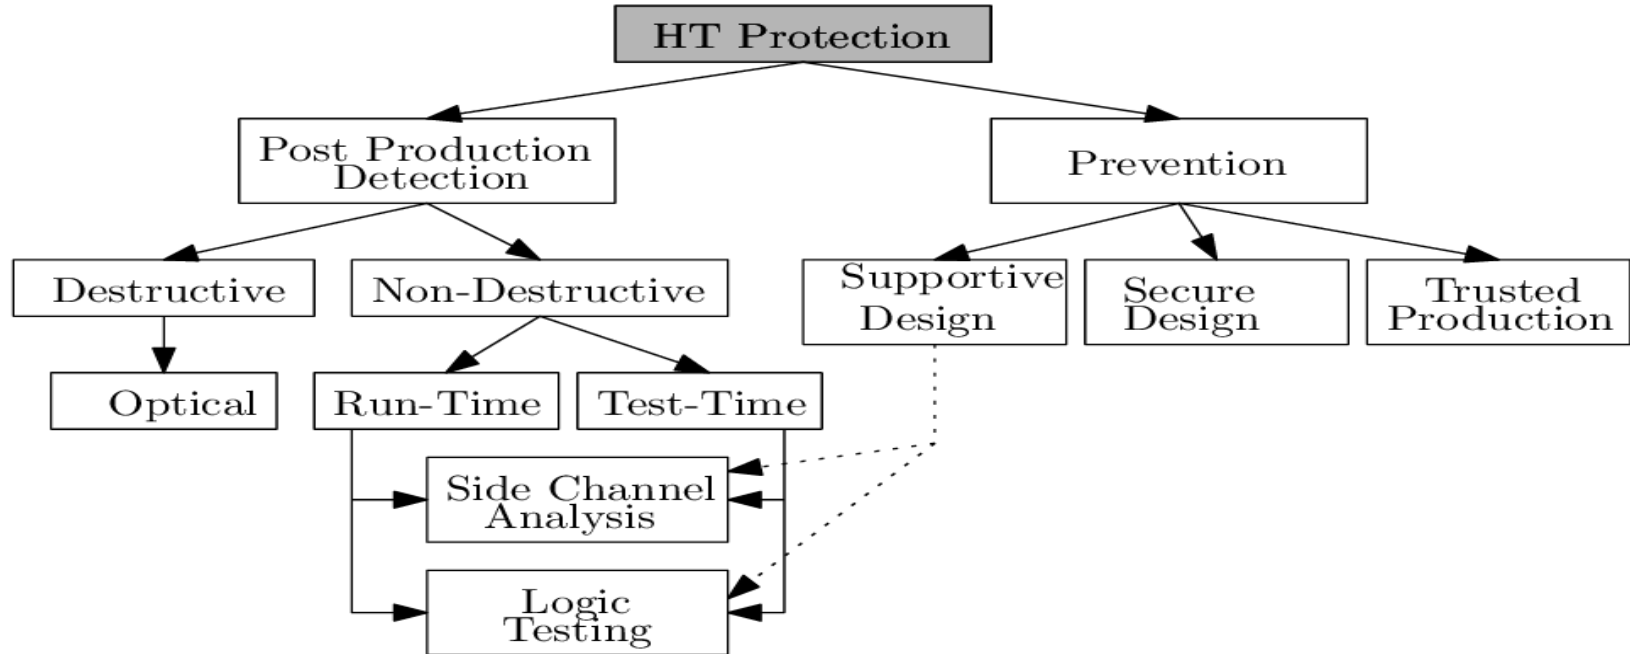 HT Protection
Post Production
Detection
Prevention
Destructive
Non-Destructive
Supportive
Design
Secure
Design
Trusted
Production
Optical
Run-Time
Test-Time
Side Channel
Analysis
Logic
Testing